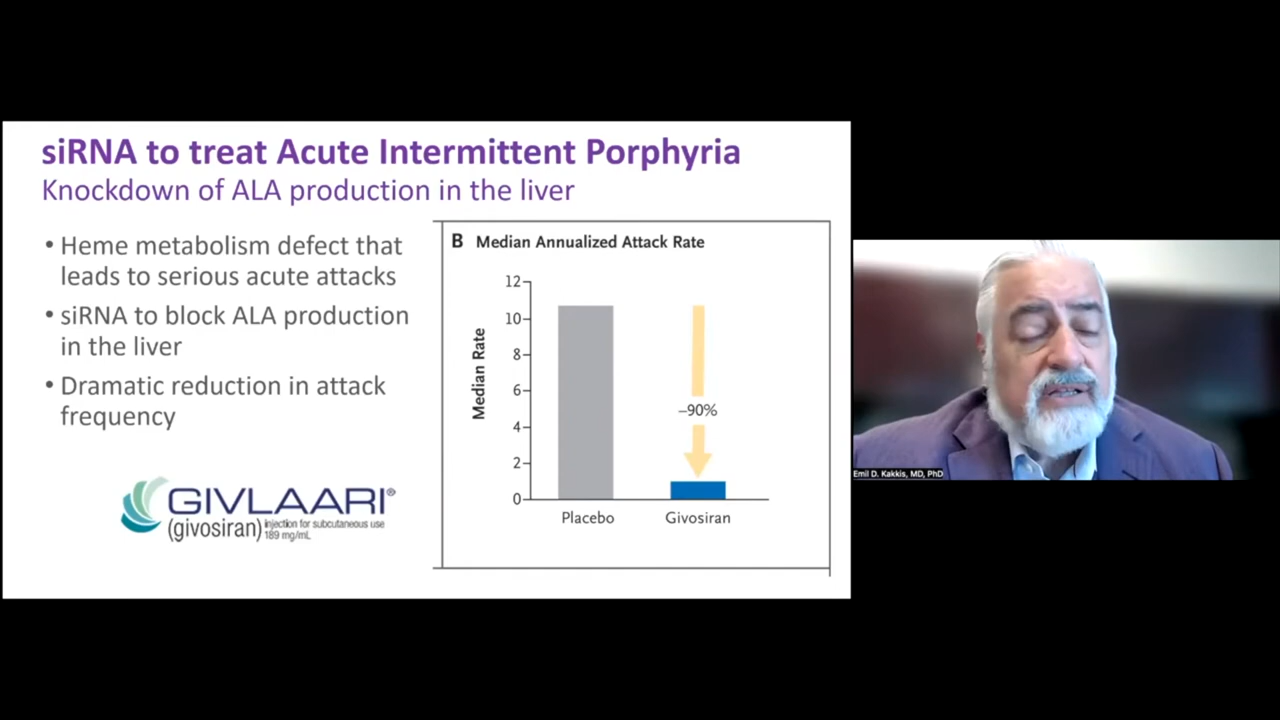 siRNA to treat Acute Intermittent Porphyria
Knockdown of ALA production in the liver
• Heme metabolism defect that
leads to serious acute attacks
• siRNA to block ALA production
in the liver
• Dramatic reduction in attack
frequency
GIVLAARI®
(givosiran) injection for subcutaneous use
189 mg/mL
B Median Annualized Attack Rate
Median Rate
12
10
8
6
4
2
0
–90%
Placebo Givosiran
Emil D. Kakkis, MD, PhD